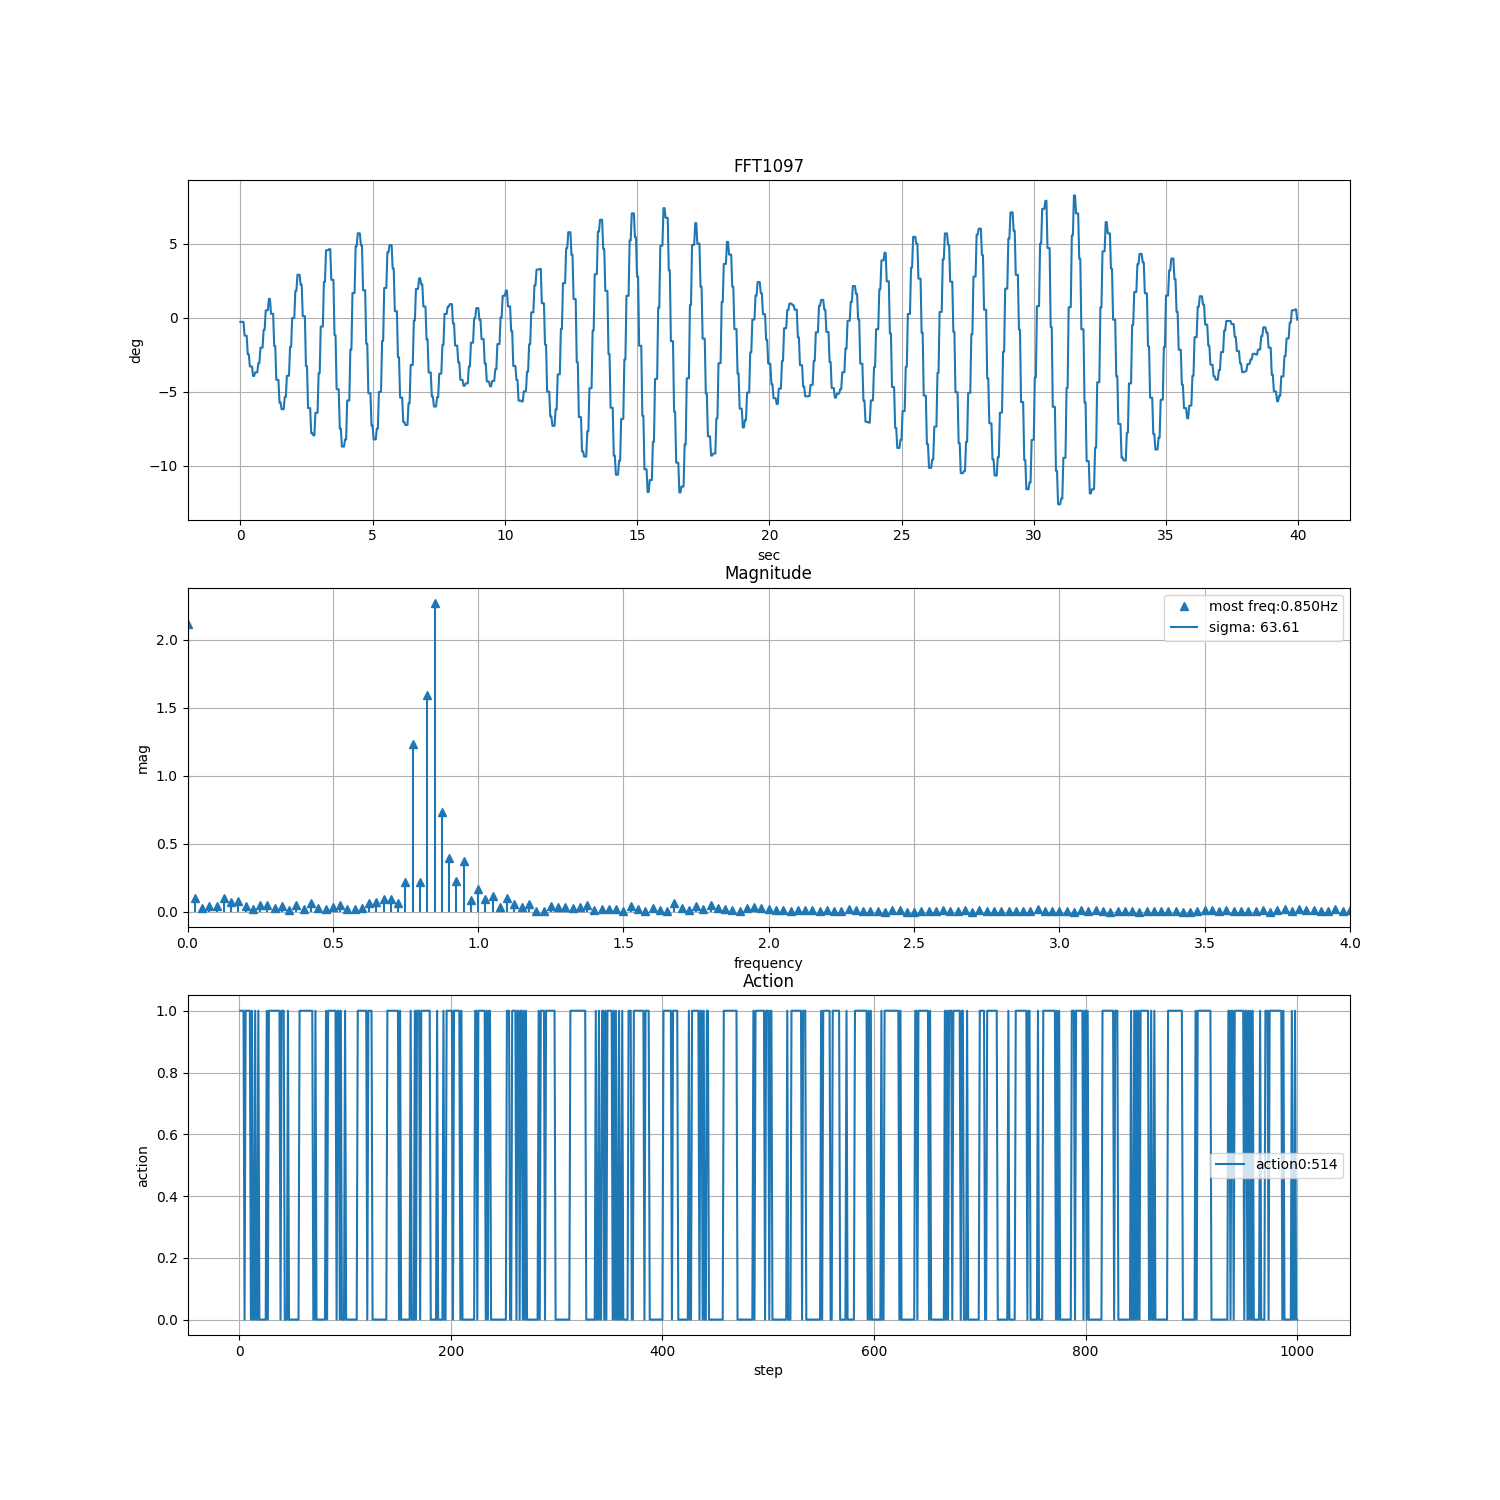 FFT1097
5
0
−5
−10
deg
0 5 10 15 20 25 30 35 40
sec
Magnitude
most freq:0.850Hz
sigma: 63.61
2.0
1.5
1.0
0.5
0.0
mag
0.0 0.5 1.0 1.5 2.0 2.5 3.0 3.5 4.0
frequency
Action
1.0
0.8
0.6
0.4
0.2
0.0
action
action0:514
0 200 400 600 800 1000
step